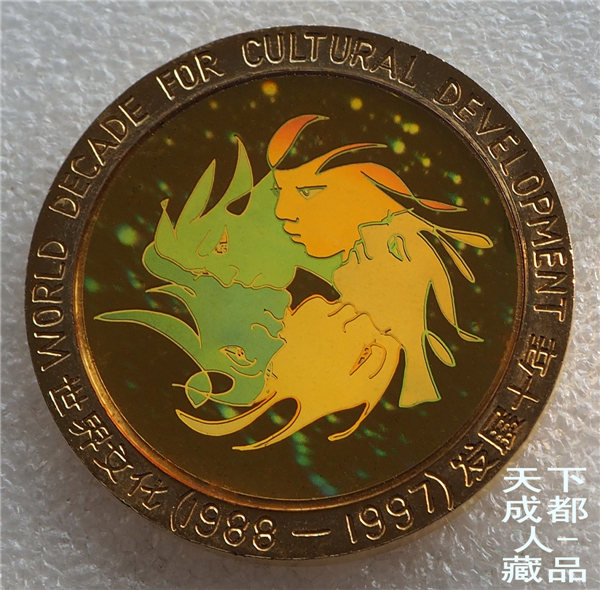 WORLD DECADE FOR CULTURAL DEVELOPMENT
世界文化(1988—1997)发展十年
天下
成都
人–
藏品